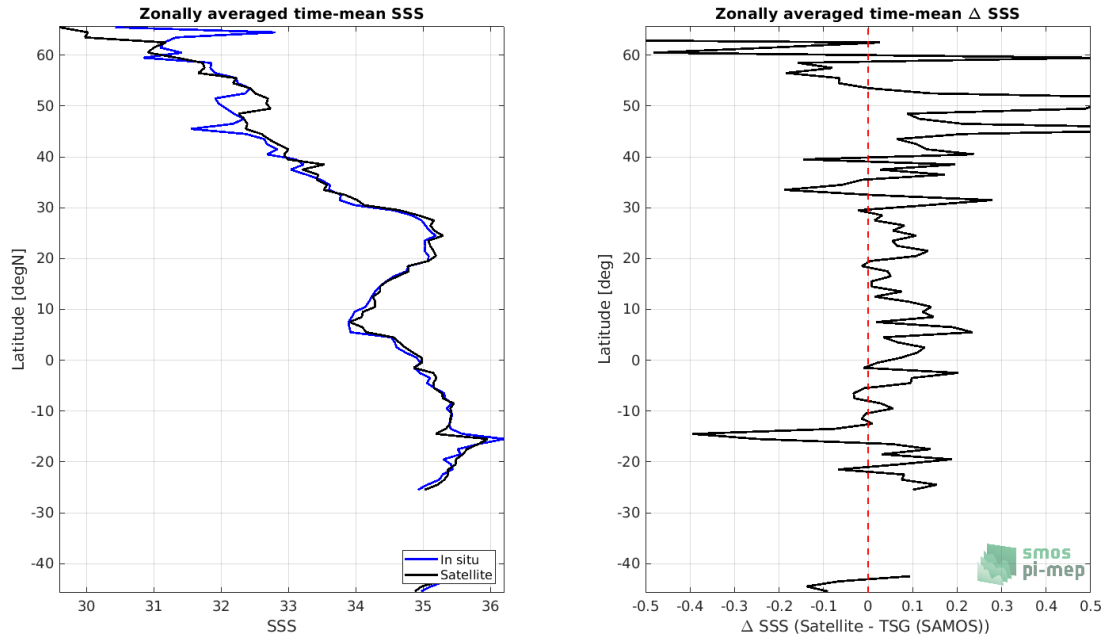 Zonally averaged time-mean SSS
60
50
40
30
20
10
0
-10
-20
-30
-40
Latitude [degN]
In situ
Satellite
30 31 32 33 34 35 36
SSS
Zonally averaged time-mean Δ SSS
60
50
40
30
20
10
0
-10
-20
-30
-40
Latitude [deg]
smos
pi-mep
-0.5 -0.4 -0.3 -0.2 -0.1 0 0.1 0.2 0.3 0.4 0.5
Δ SSS (Satellite - TSG (SAMOS))